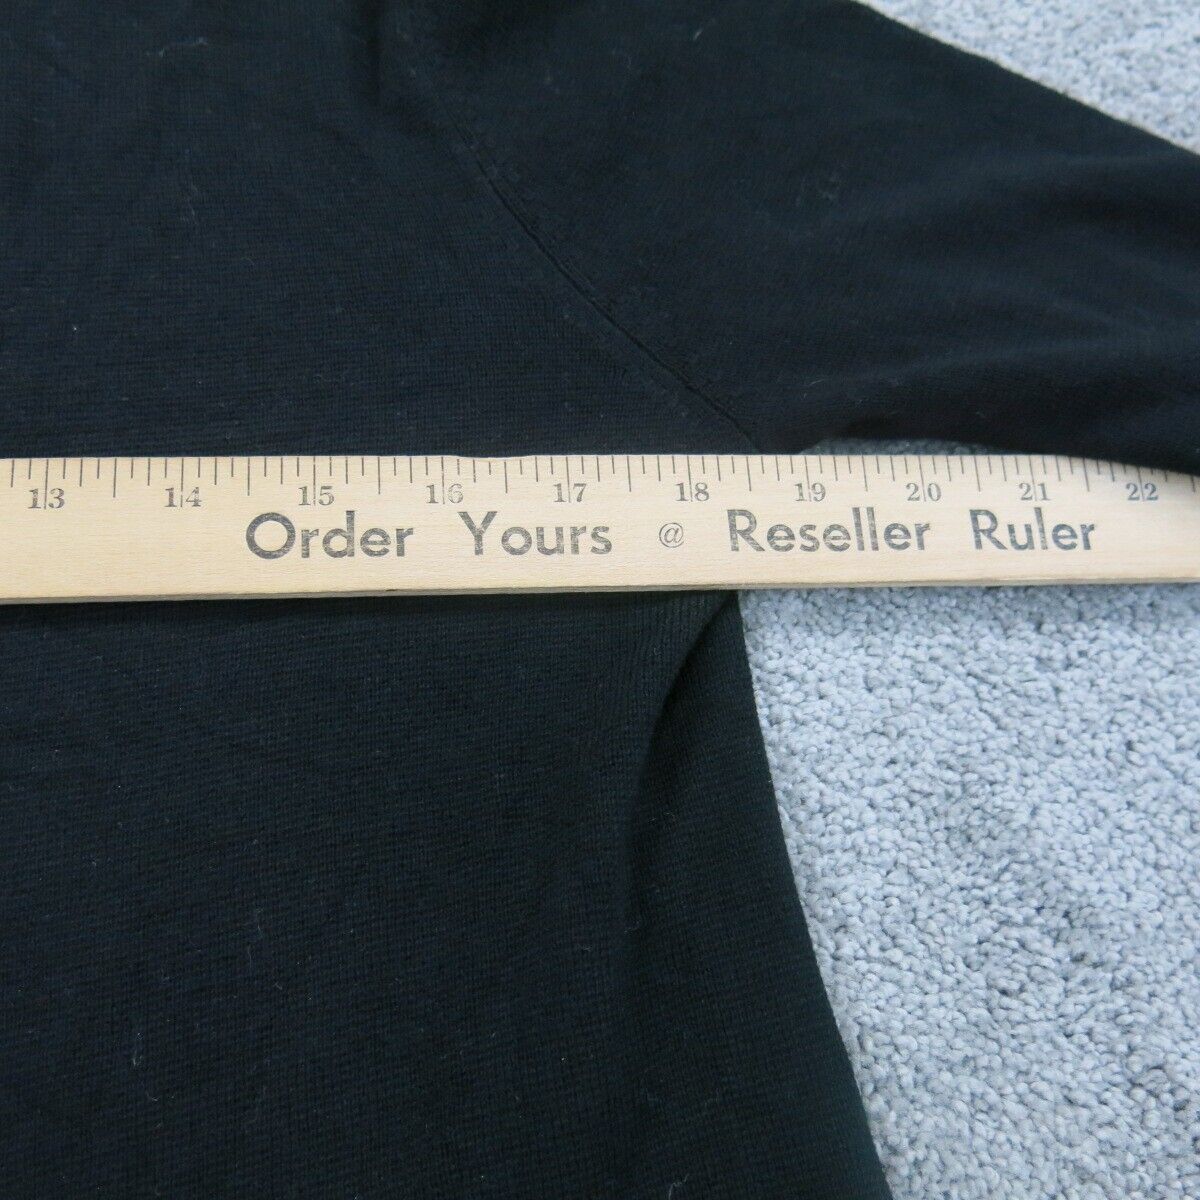 13 14 15 16 17 18 19 20 21 22
Order Yours @ Reseller Ruler